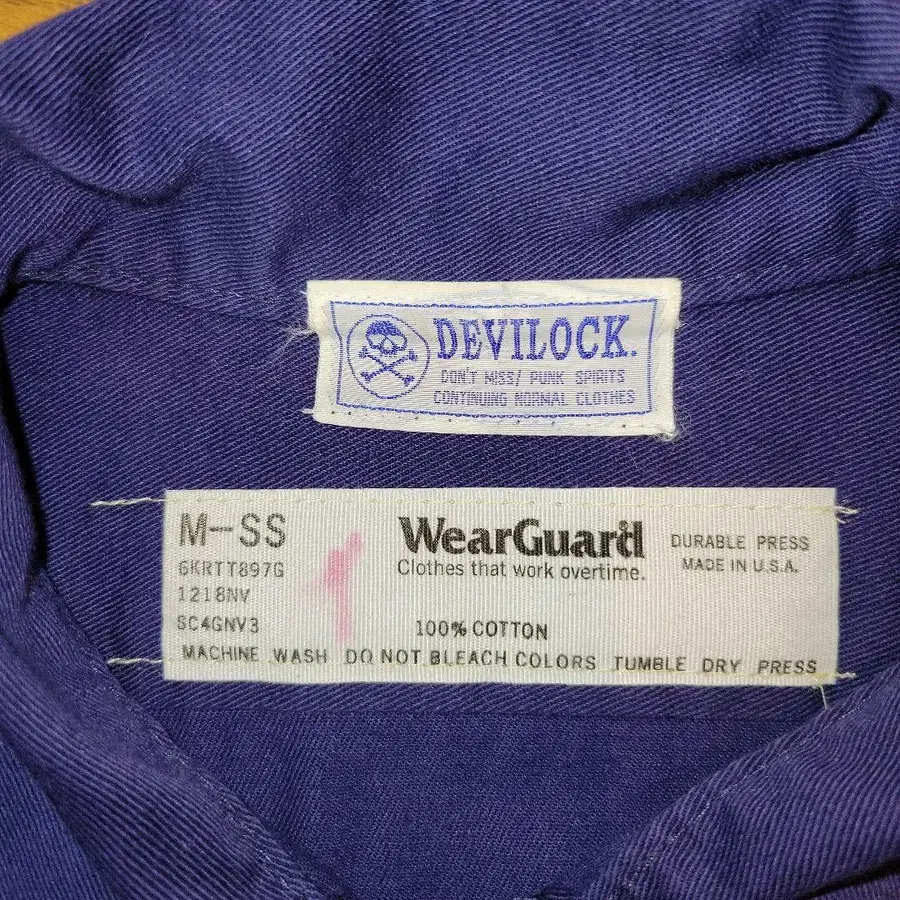 DEVILOCK.
DON'T MISS/ PUNK SPIRITS
CONTINUING NORMAL CLOTHES
M-SS
6KRTT897G
1218NV
SC4GNV3
WearGuard
Clothes that work overtime.
DURABLE PRESS
MADE IN U.S.A.
100% COTTON
MACHINE WASH DO NOT BLEACH COLORS TUMBLE DRY PRESS